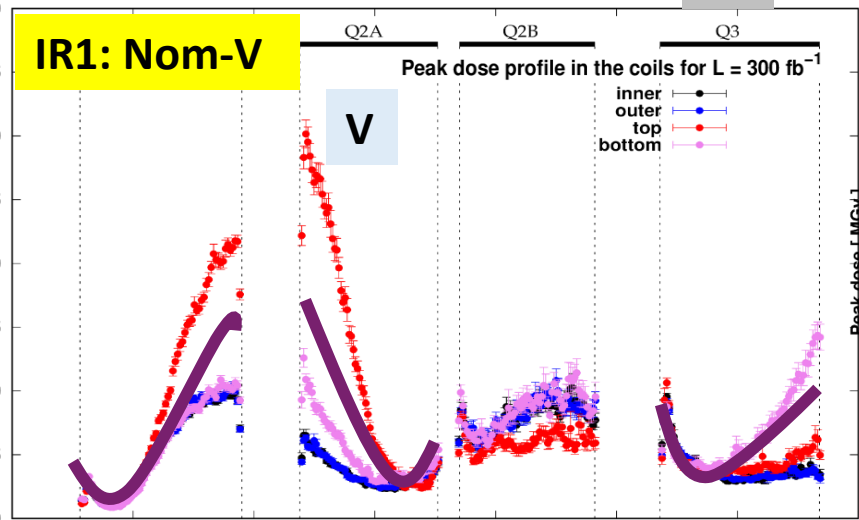 IR1: Nom-V
Q2A
Q2B
Q3
Peak dose profile in the coils for L = 300 fb⁻¹
inner
outer
top
bottom
V
Peak dose [ MGy ]